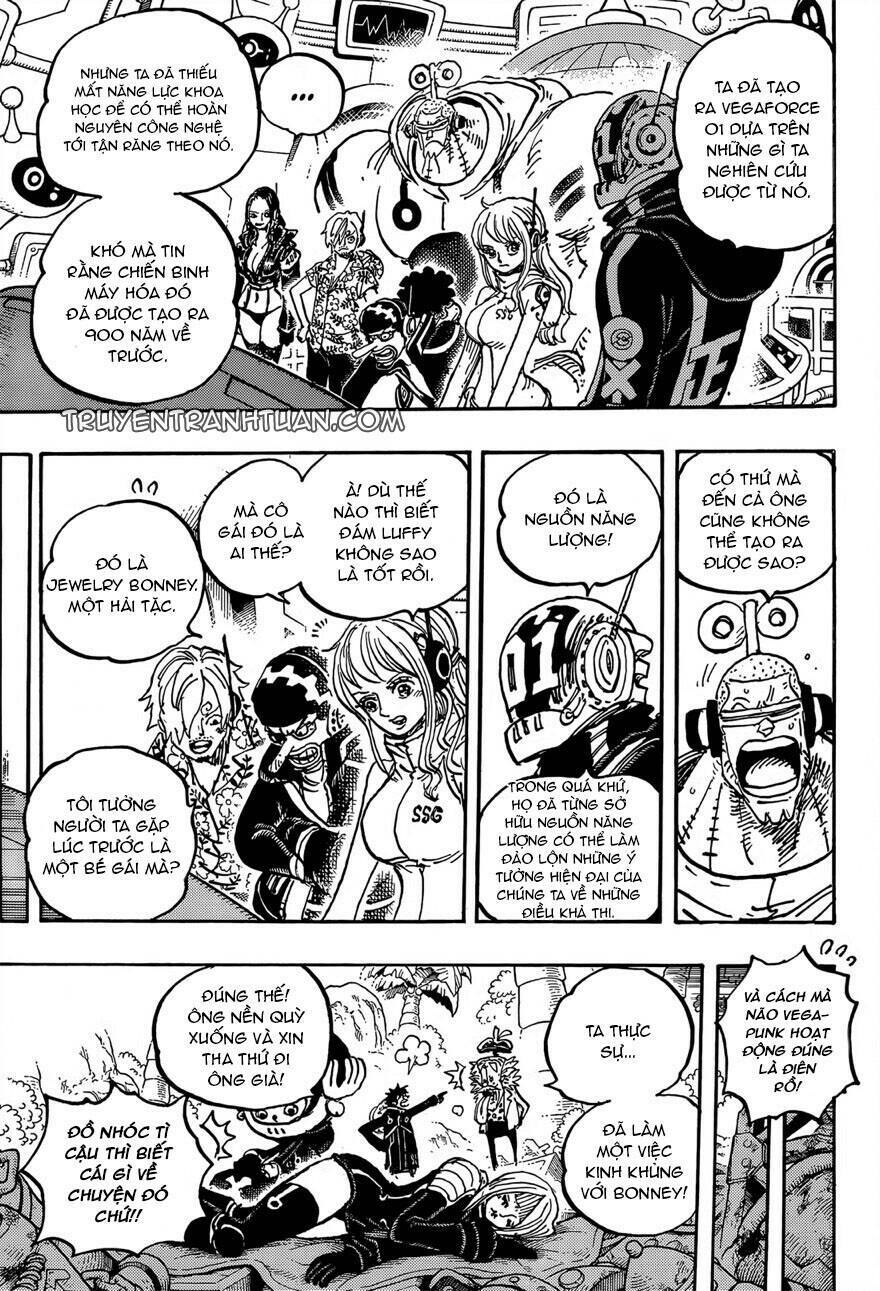 TA ĐÃ TẠO
RA VEGAFORCE
01 DỰA TRÊN
NHỮNG GÌ TA
NGHIÊN CỨU
ĐƯỢC TỪ NÓ.
...
NHƯNG TA ĐÃ THIẾU
MẤT NĂNG LỰC KHOA
HỌC ĐỂ CÓ THỂ HOÀN
NGUYÊN CÔNG NGHỆ
TỚI TẬN RĂNG THEO NÓ.
KHÓ MÀ TIN
RẰNG CHIẾN BINH
MÁY HÓA ĐÓ
ĐÃ ĐƯỢC TẠO RA
900 NĂM VỀ
TRƯỚC.
01
TRUYENTRANHTUAN.COM
CÓ THỨ MÀ
ĐẾN CẢ ÔNG
CŨNG KHÔNG
THỂ TẠO RA
ĐƯỢC SAO?
ĐÓ LÀ
NGUỒN NĂNG
LƯỢNG!
01
TRONG QUÁ KHỨ,
HỌ ĐÃ TỪNG SỞ
HỮU NGUỒN NĂNG
LƯỢNG CÓ THỂ LÀM
ĐẢO LỘN NHỮNG Ý
TƯỞNG HIỆN ĐẠI CỦA
CHÚNG TA VỀ NHỮNG
ĐIỀU KHẢ THI.
À! DÙ THẾ
NÀO THÌ BIẾT
ĐÁM LUFFY
KHÔNG SAO
LÀ TỐT RỒI.
MÀ CÔ
GÁI ĐÓ LÀ
AI THẾ?
ĐÓ LÀ
JEWELRY BONNEY.
MỘT HẢI TẶC.
SSG
TÔI TƯỞNG
NGƯỜI TA GẶP
LÚC TRƯỚC LÀ
MỘT BÉ GÁI MÀ?
VÀ CÁCH MÀ
NÃO VEGA-
PUNK HOẠT
ĐỘNG ĐÚNG
LÀ ĐIÊN
RỒ!
TA THỰC
SỰ...
ĐÃ LÀM
MỘT VIỆC
KINH KHỦNG
VỚI BONNEY!
ĐÚNG THẾ!
ÔNG NỀN QUỲ
XUỐNG VÀ XIN
THA THỨ ĐI
ÔNG GIÀ!
ĐỒ NHÓC TÌ
CẬU THÌ BIẾT
CÁI GÌ VỀ
CHUYỆN ĐÓ
CHỨ!!